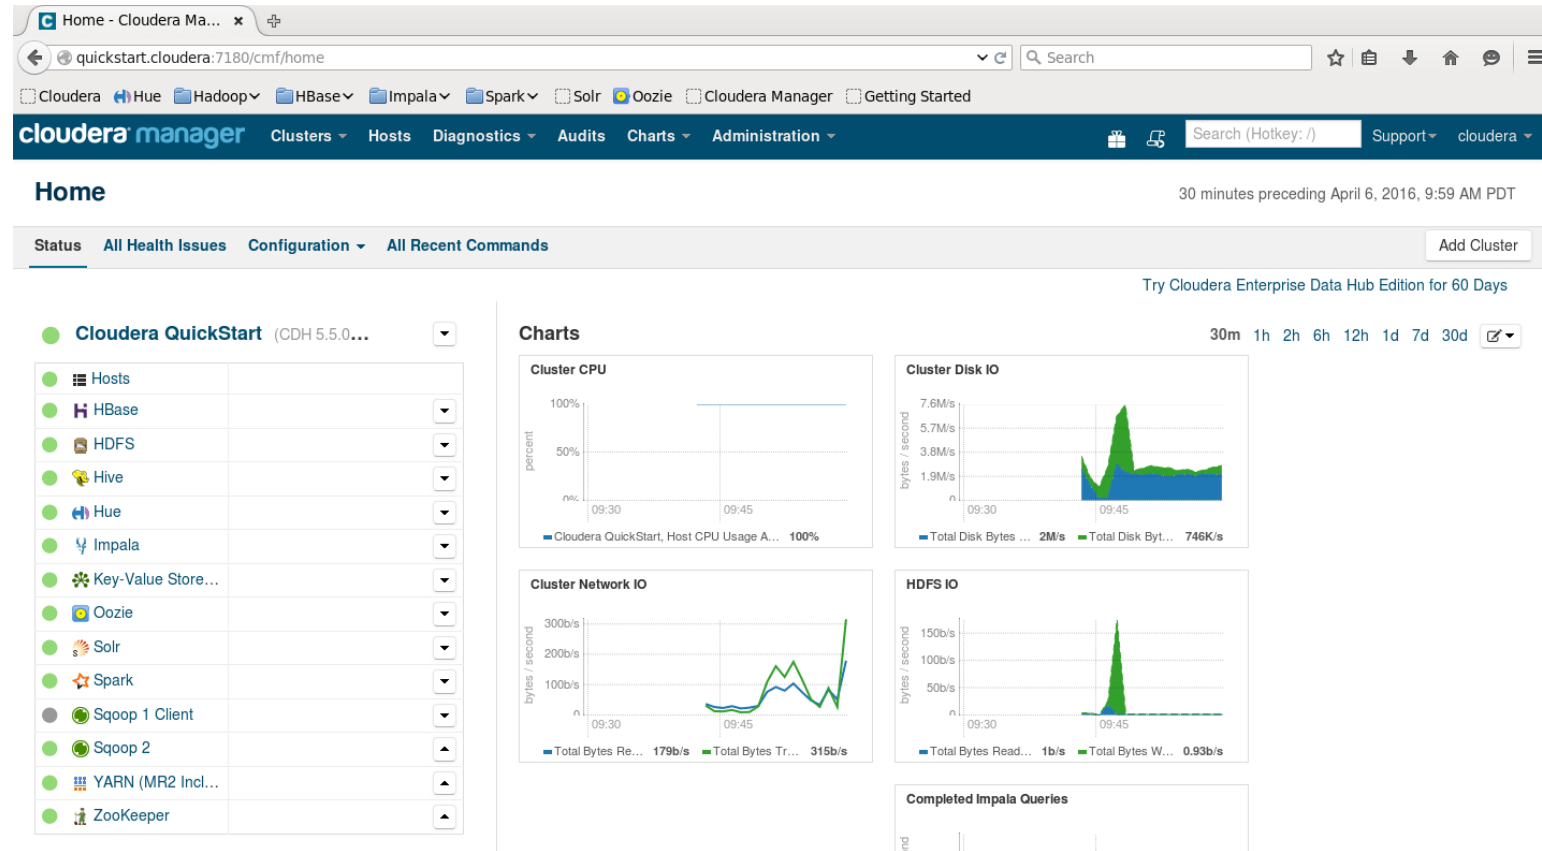 Home - Cloudera Ma...
quickstart.cloudera:7180/cmf/home
Search
Cloudera Hue Hadoop HBase Impala Spark Solr Oozie Cloudera Manager Getting Started
cloudera manager Clusters Hosts Diagnostics Audits Charts Administration Search (Hotkey: /) Support cloudera
Home
30 minutes preceding April 6, 2016, 9:59 AM PDT
Status All Health Issues Configuration All Recent Commands Add Cluster
Try Cloudera Enterprise Data Hub Edition for 60 Days
Cloudera QuickStart (CDH 5.5.0...
Hosts
HBase
HDFS
Hive
Hue
Impala
Key-Value Store...
Oozie
Solr
Spark
Sqoop 1 Client
Sqoop 2
YARN (MR2 Incl...
ZooKeeper
Charts
30m 1h 2h 6h 12h 1d 7d 30d
Cluster CPU
percent
100%
50%
0%
09:30 09:45
Cloudera QuickStart, Host CPU Usage A... 100%
Cluster Disk IO
bytes / second
7.6M/s
5.7M/s
3.8M/s
1.9M/s
0
09:30 09:45
Total Disk Bytes ... 2M/s Total Disk Byt... 746K/s
Cluster Network IO
bytes / second
300b/s
200b/s
100b/s
0
09:30 09:45
Total Bytes Re... 179b/s Total Bytes Tr... 315b/s
HDFS IO
bytes / second
150b/s
100b/s
50b/s
0
09:30 09:45
Total Bytes Read... 1b/s Total Bytes W... 0.93b/s
Completed Impala Queries